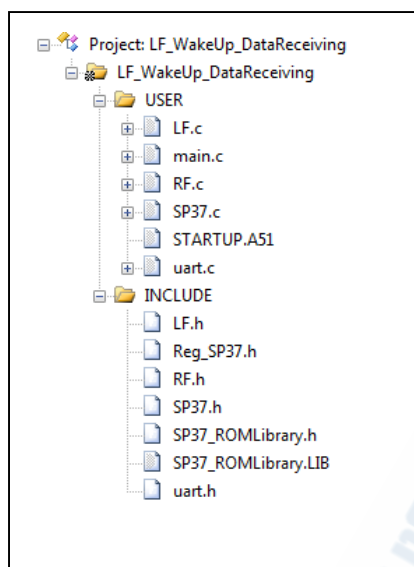 Project: LF_WakeUp_DataReceiving
LF_WakeUp_DataReceiving
USER
LF.c
main.c
RF.c
SP37.c
STARTUP.A51
uart.c
INCLUDE
LF.h
Reg_SP37.h
RF.h
SP37.h
SP37_ROMLibrary.h
SP37_ROMLibrary.LIB
uart.h